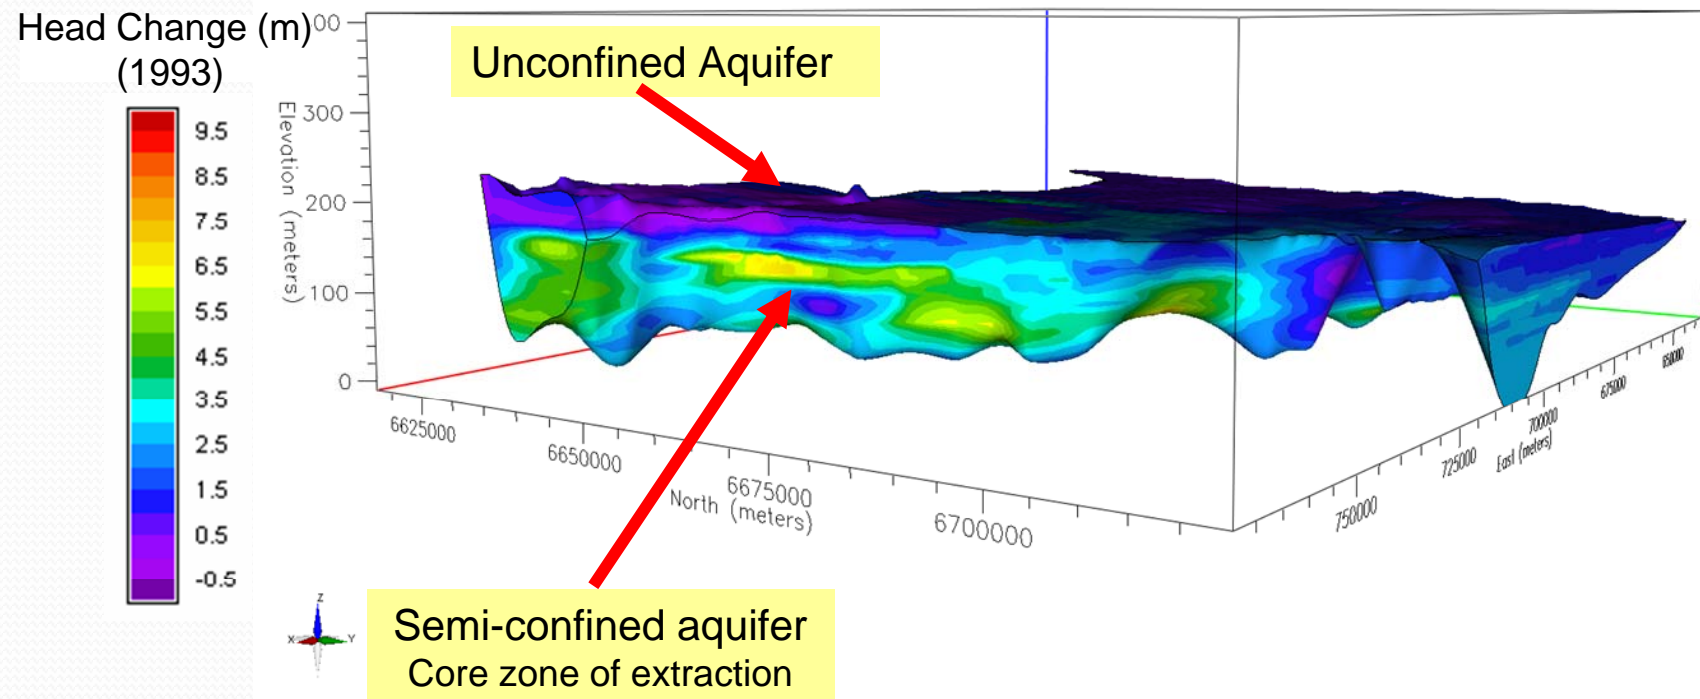 Head Change (m)
(1993)
9.5
8.5
7.5
6.5
5.5
4.5
3.5
2.5
1.5
0.5
-0.5
Unconfined Aquifer
00
300
200
100
0
Elevation (meters)
6625000
6650000
6675000
6700000
North (meters)
750000
725000
700000
675000
650000
East (meters)
Z
X
Y
Semi-confined aquifer
Core zone of extraction